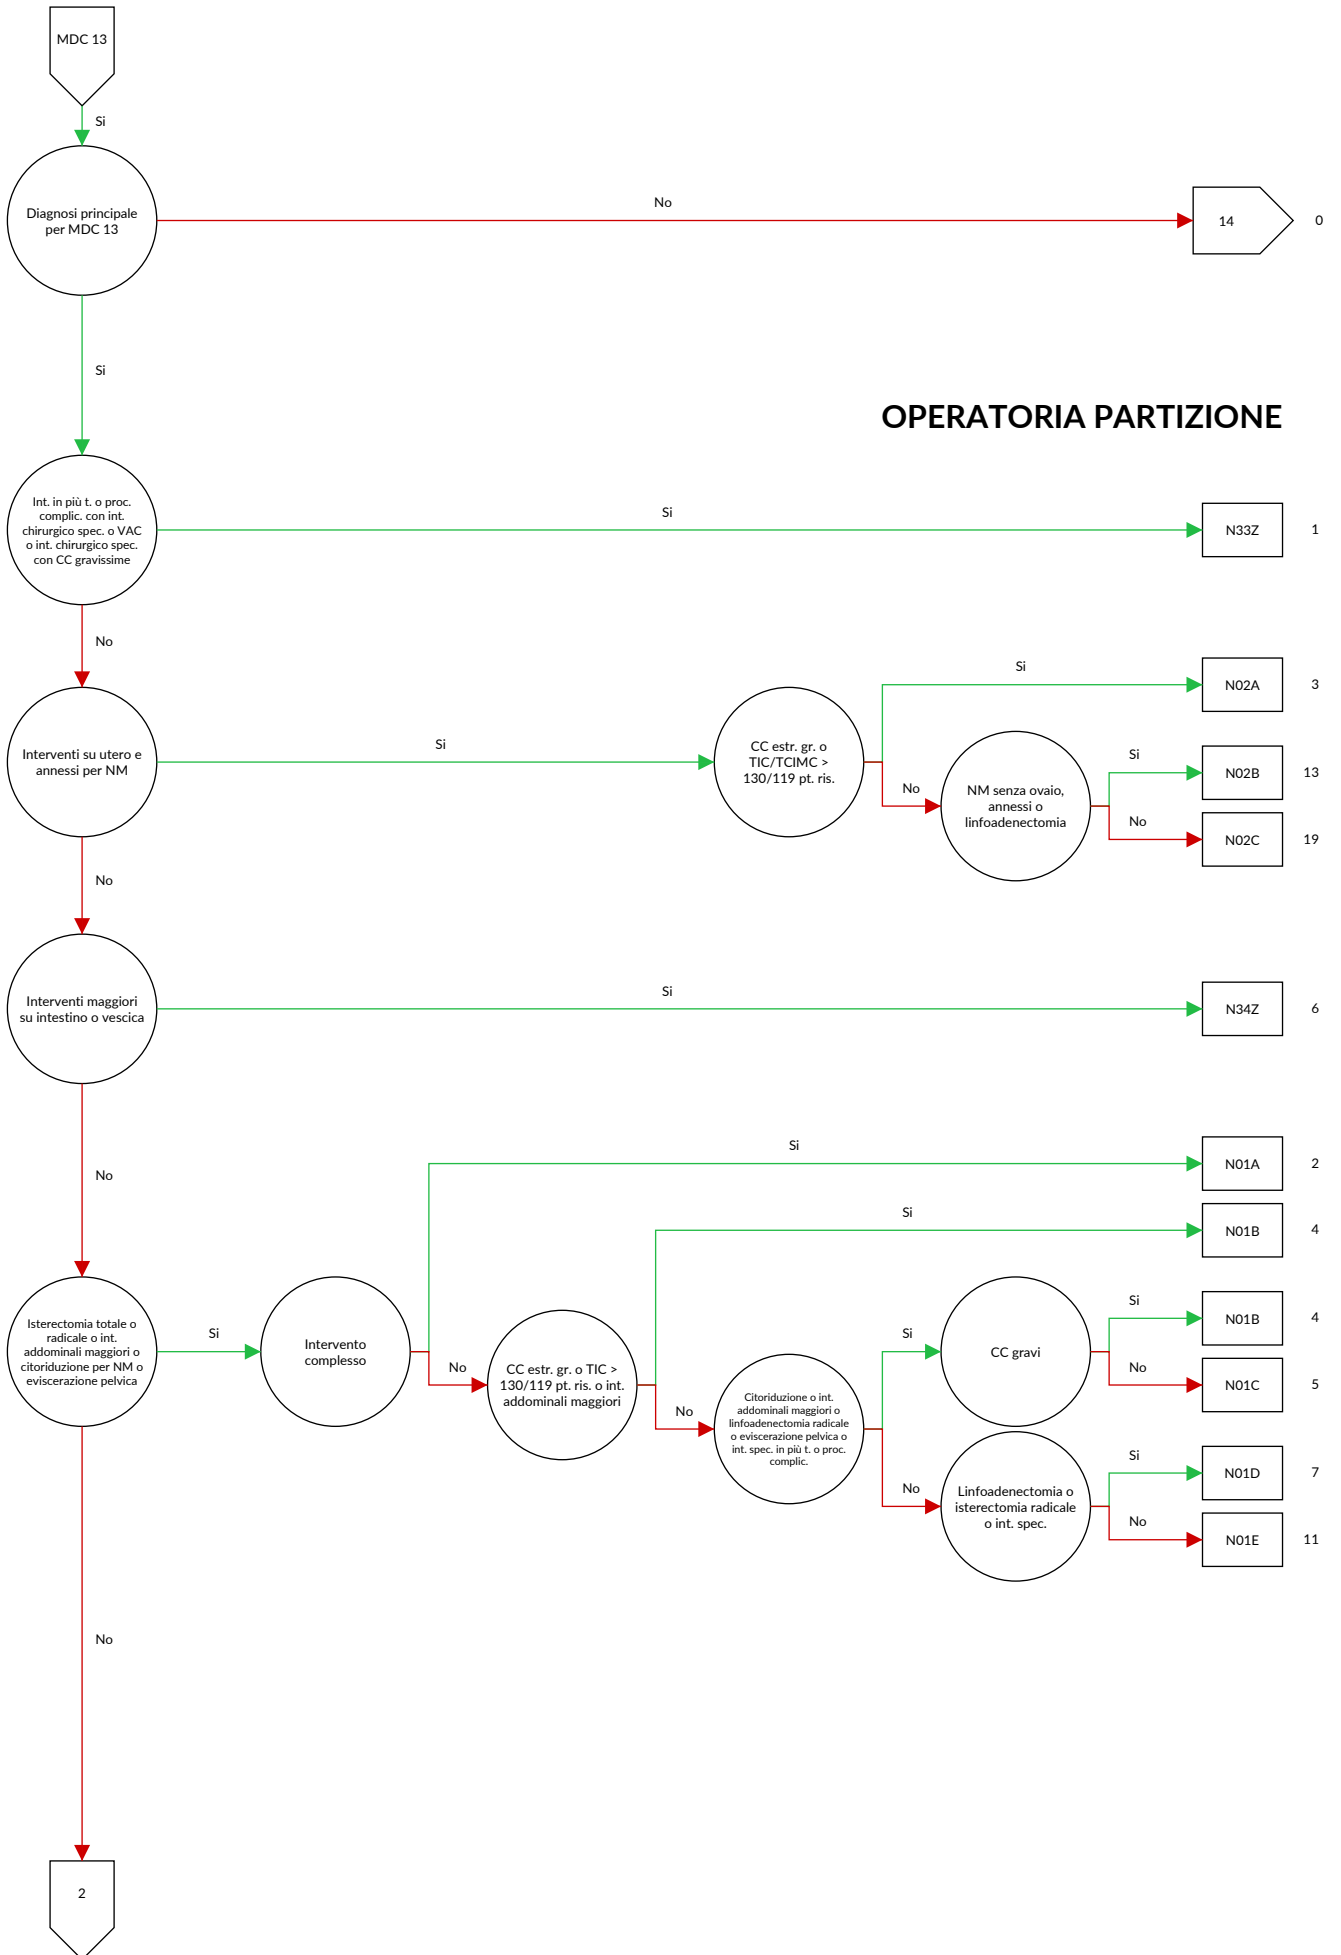 MDC 13
Si
Diagnosi principale
per MDC 13
No
14
0
Si
OPERATORIA PARTIZIONE
Int. in più t. o proc.
complic. con int.
chirurgico spec. o VAC
o int. chirurgico spec.
con CC gravissime
Si
N33Z
1
No
Interventi su utero e
annessi per NM
Si
CC estr. gr. o
TIC/TCIMC >
130/119 pt. ris.
Si
N02A
3
No
NM senza ovaio,
annessi o
linfoadenectomia
Si
N02B
13
No
N02C
19
No
Interventi maggiori
su intestino o vescica
Si
N34Z
6
No
Isterectomia totale o
radicale o int.
addominali maggiori o
citoriduzione per NM o
eviscerazione pelvica
Si
Intervento
complesso
Si
N01A
2
No
CC estr. gr. o TIC >
130/119 pt. ris. o int.
addominali maggiori
Si
N01B
4
No
Citoriduzione o int.
addominali maggiori o
linfoadenectomia radicale
o eviscerazione pelvica o
int. spec. in più t. o proc.
complic.
Si
CC gravi
Si
N01B
4
No
N01C
5
No
Linfoadenectomia o
isterectomia radicale
o int. spec.
Si
N01D
7
No
N01E
11
No
2